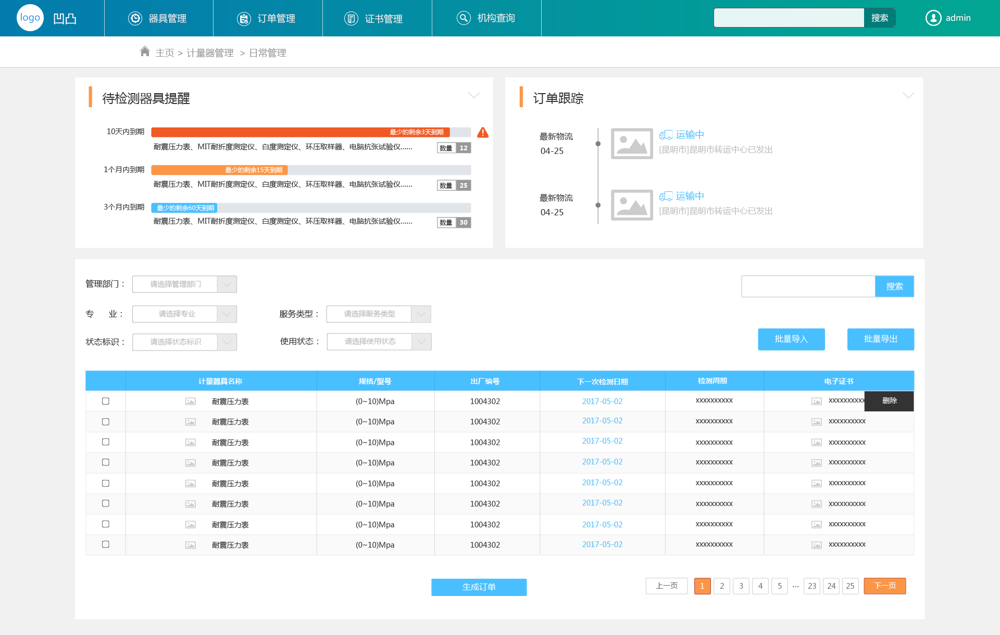 logo 凹凸 器具管理 订单管理 证书管理 机构查询 搜索 admin
主页 > 计量器管理 > 日常管理
待检测器具提醒
10天内到期 最少的剩余3天到期
耐震压力表、MIT耐折度测定仪、白度测定仪、环压取样器、电脑抗张试验仪...... 数量 12
1个月内到期 最少的剩余15天到期
耐震压力表、MIT耐折度测定仪、白度测定仪、环压取样器、电脑抗张试验仪...... 数量 25
3个月内到期 最少的剩余60天到期
耐震压力表、MIT耐折度测定仪、白度测定仪、环压取样器、电脑抗张试验仪...... 数量 30
订单跟踪
最新物流 运输中
04-25 [昆明市]昆明市转运中心已发出
最新物流 运输中
04-25 [昆明市]昆明市转运中心已发出
管理部门： 请选择管理部门 搜索
专 业： 请选择专业 服务类型： 请选择服务类型
状态标识： 请选择状态标识 使用状态： 请选择使用状态 批量导入 批量导出
计量器具名称 规格/型号 出厂编号 下一次检测日期 检测周期 电子证书
耐震压力表 (0~10)Mpa 1004302 2017-05-02 xxxxxxxxxx xxxxxxxxxx 删除
耐震压力表 (0~10)Mpa 1004302 2017-05-02 xxxxxxxxxx xxxxxxxxxx
耐震压力表 (0~10)Mpa 1004302 2017-05-02 xxxxxxxxxx xxxxxxxxxx
耐震压力表 (0~10)Mpa 1004302 2017-05-02 xxxxxxxxxx xxxxxxxxxx
耐震压力表 (0~10)Mpa 1004302 2017-05-02 xxxxxxxxxx xxxxxxxxxx
耐震压力表 (0~10)Mpa 1004302 2017-05-02 xxxxxxxxxx xxxxxxxxxx
耐震压力表 (0~10)Mpa 1004302 2017-05-02 xxxxxxxxxx xxxxxxxxxx
耐震压力表 (0~10)Mpa 1004302 2017-05-02 xxxxxxxxxx xxxxxxxxxx
生成订单 上一页 1 2 3 4 5 ... 23 24 25 下一页